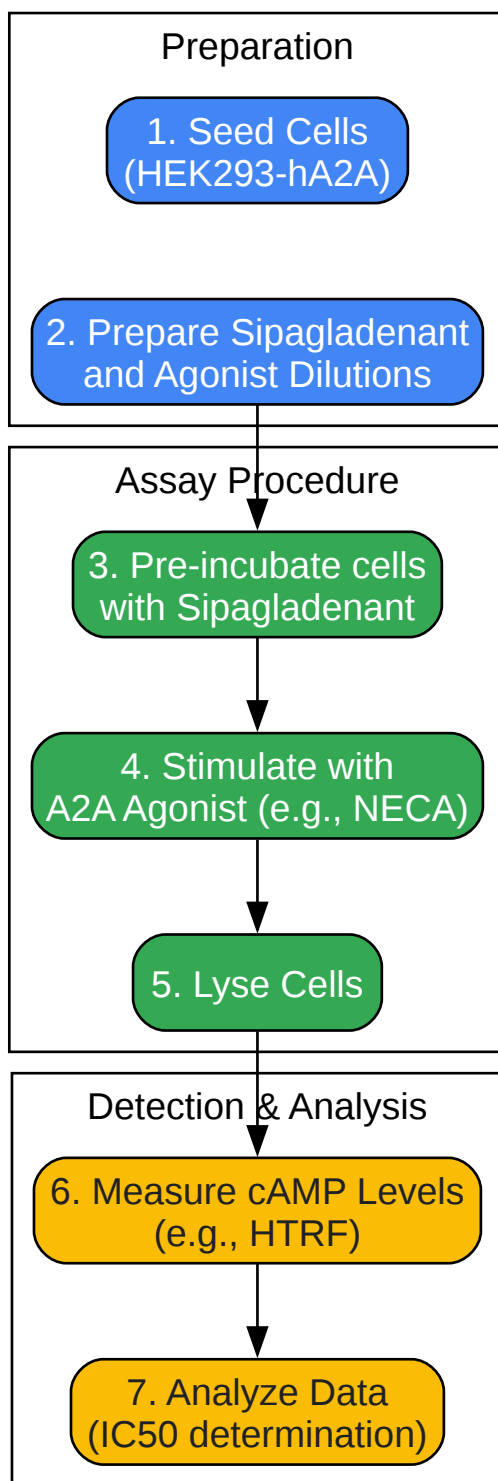 Preparation
1. Seed Cells
(HEK293-hA2A)
2. Prepare Sipagladenant
and Agonist Dilutions
Assay Procedure
3. Pre-incubate cells
with Sipagladenant
4. Stimulate with
A2A Agonist (e.g., NECA)
5. Lyse Cells
Detection & Analysis
6. Measure cAMP Levels
(e.g., HTRF)
7. Analyze Data
(IC50 determination)